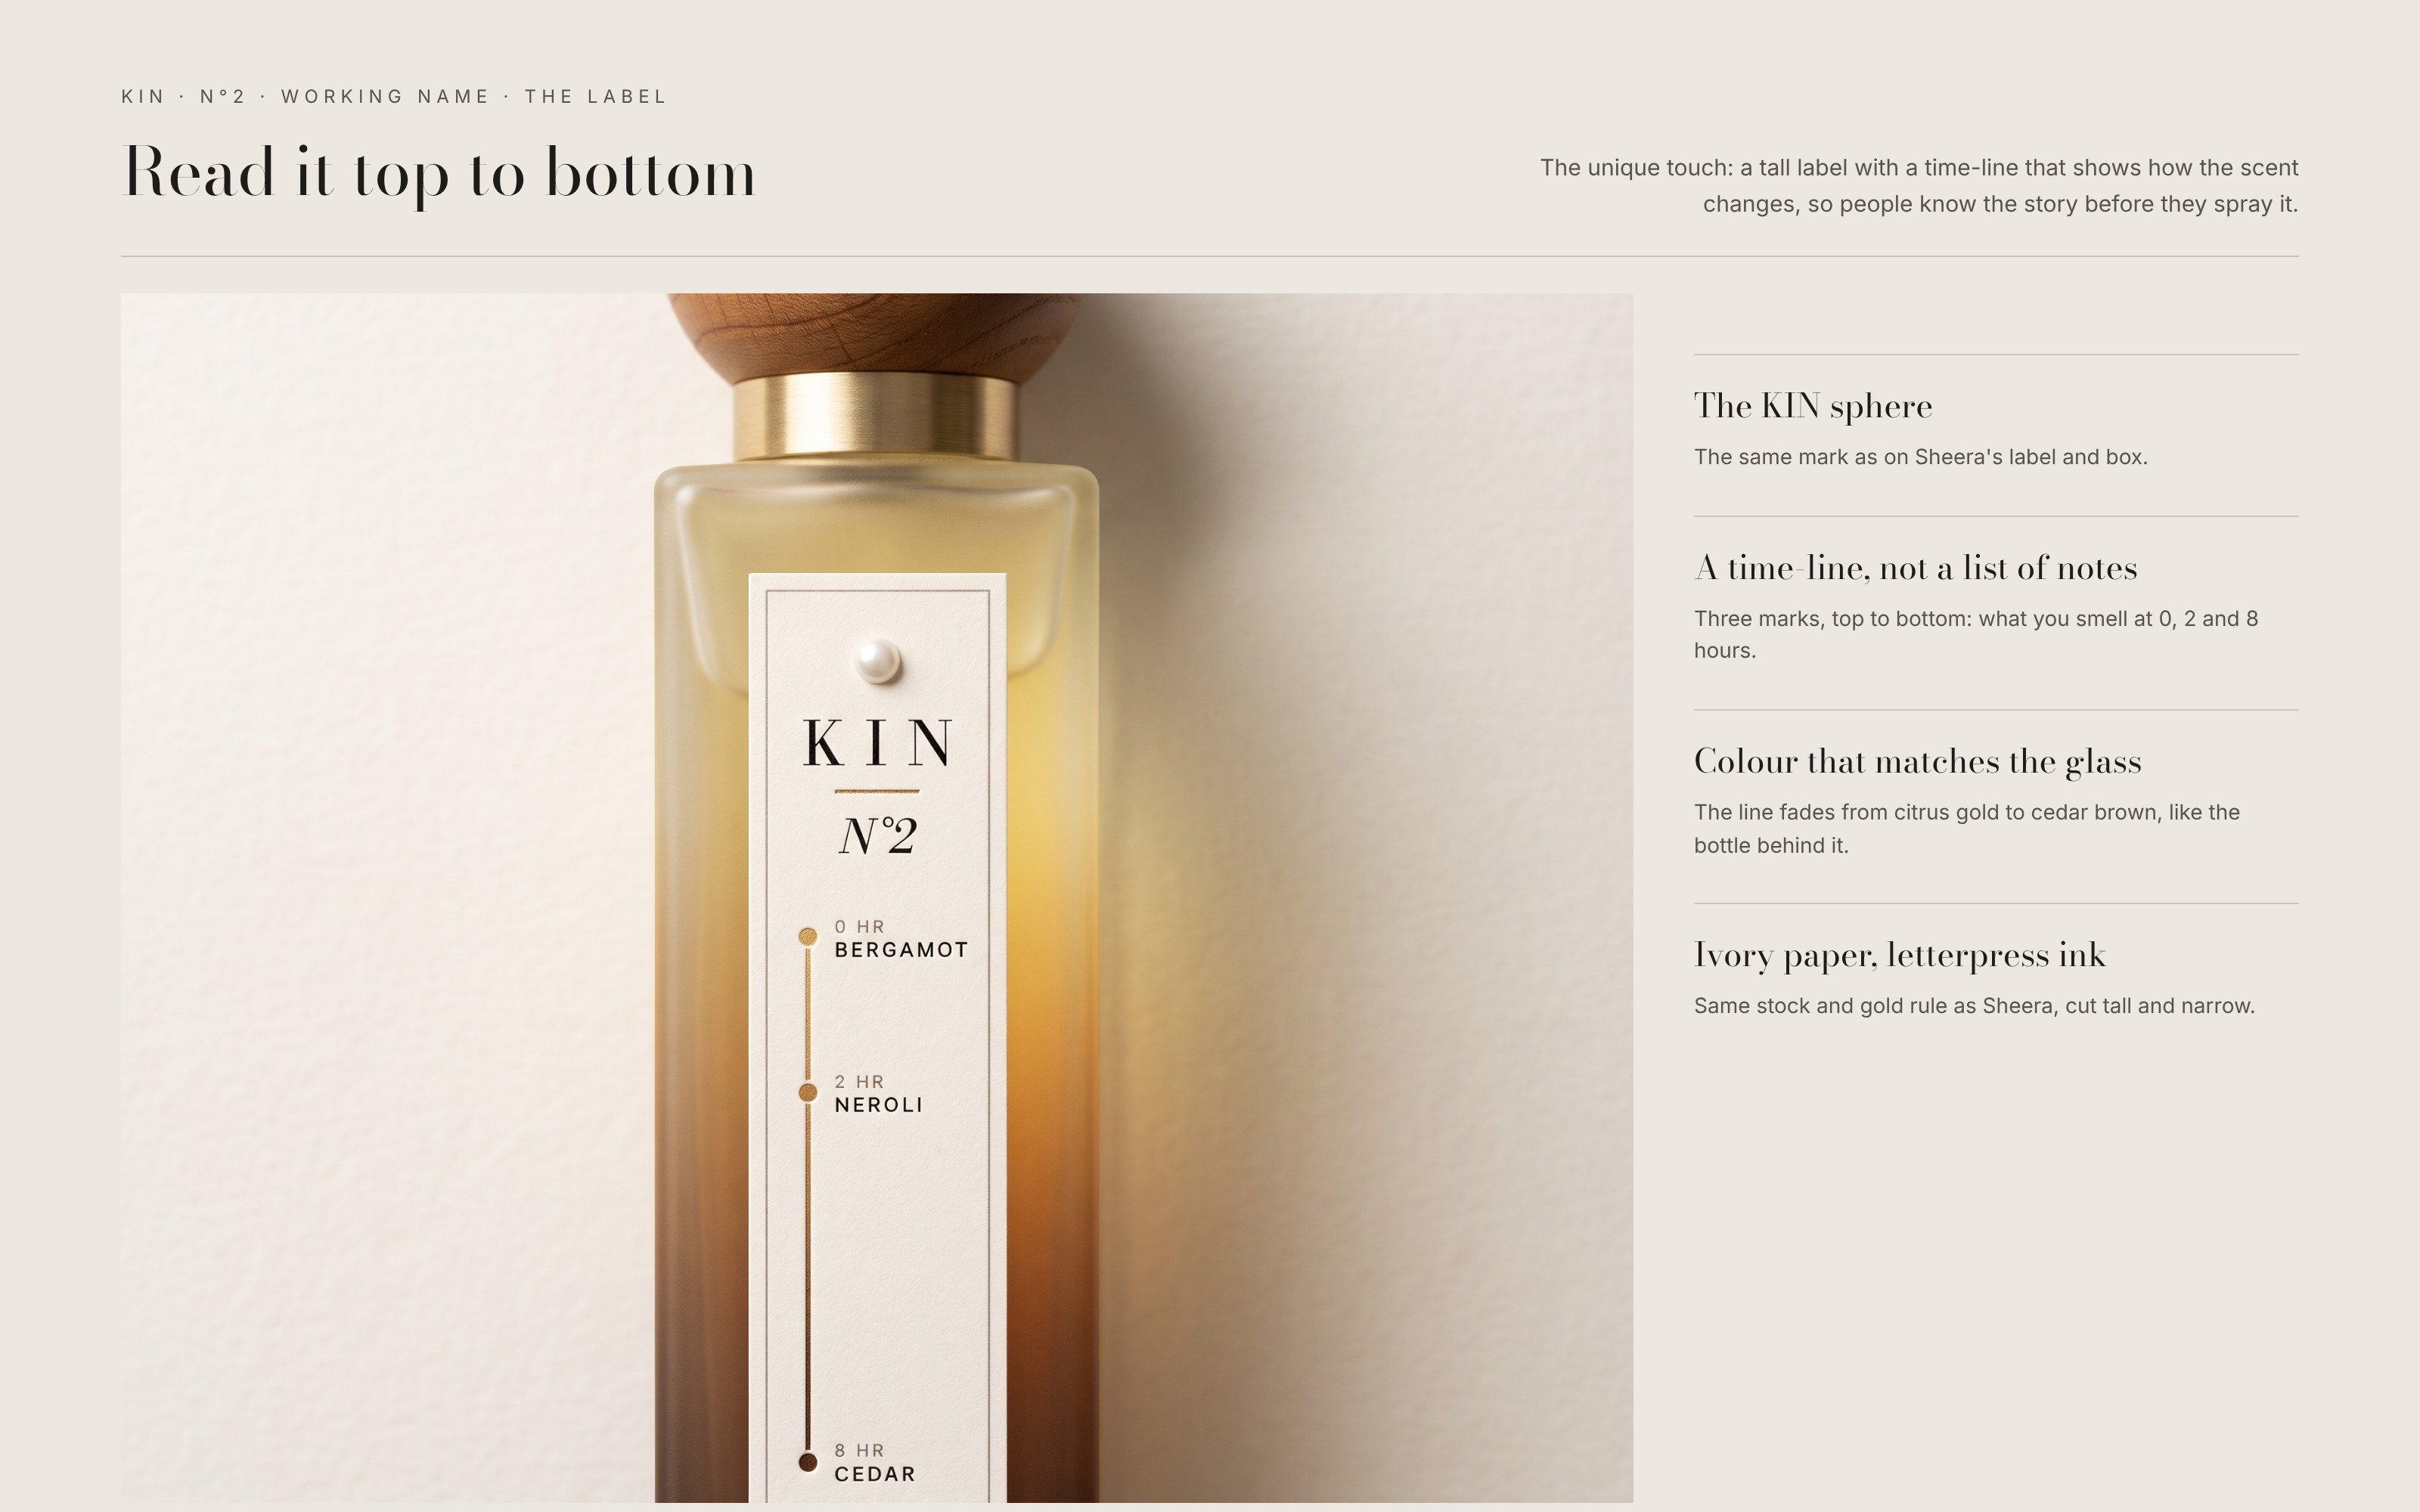 KIN · N°2 · WORKING NAME · THE LABEL
Read it top to bottom
The unique touch: a tall label with a time-line that shows how the scent
changes, so people know the story before they spray it.
KIN
N°2
0 HR
BERGAMOT
2 HR
NEROLI
8 HR
CEDAR
The KIN sphere
The same mark as on Sheera's label and box.
A time-line, not a list of notes
Three marks, top to bottom: what you smell at 0, 2 and 8
hours.
Colour that matches the glass
The line fades from citrus gold to cedar brown, like the
bottle behind it.
Ivory paper, letterpress ink
Same stock and gold rule as Sheera, cut tall and narrow.